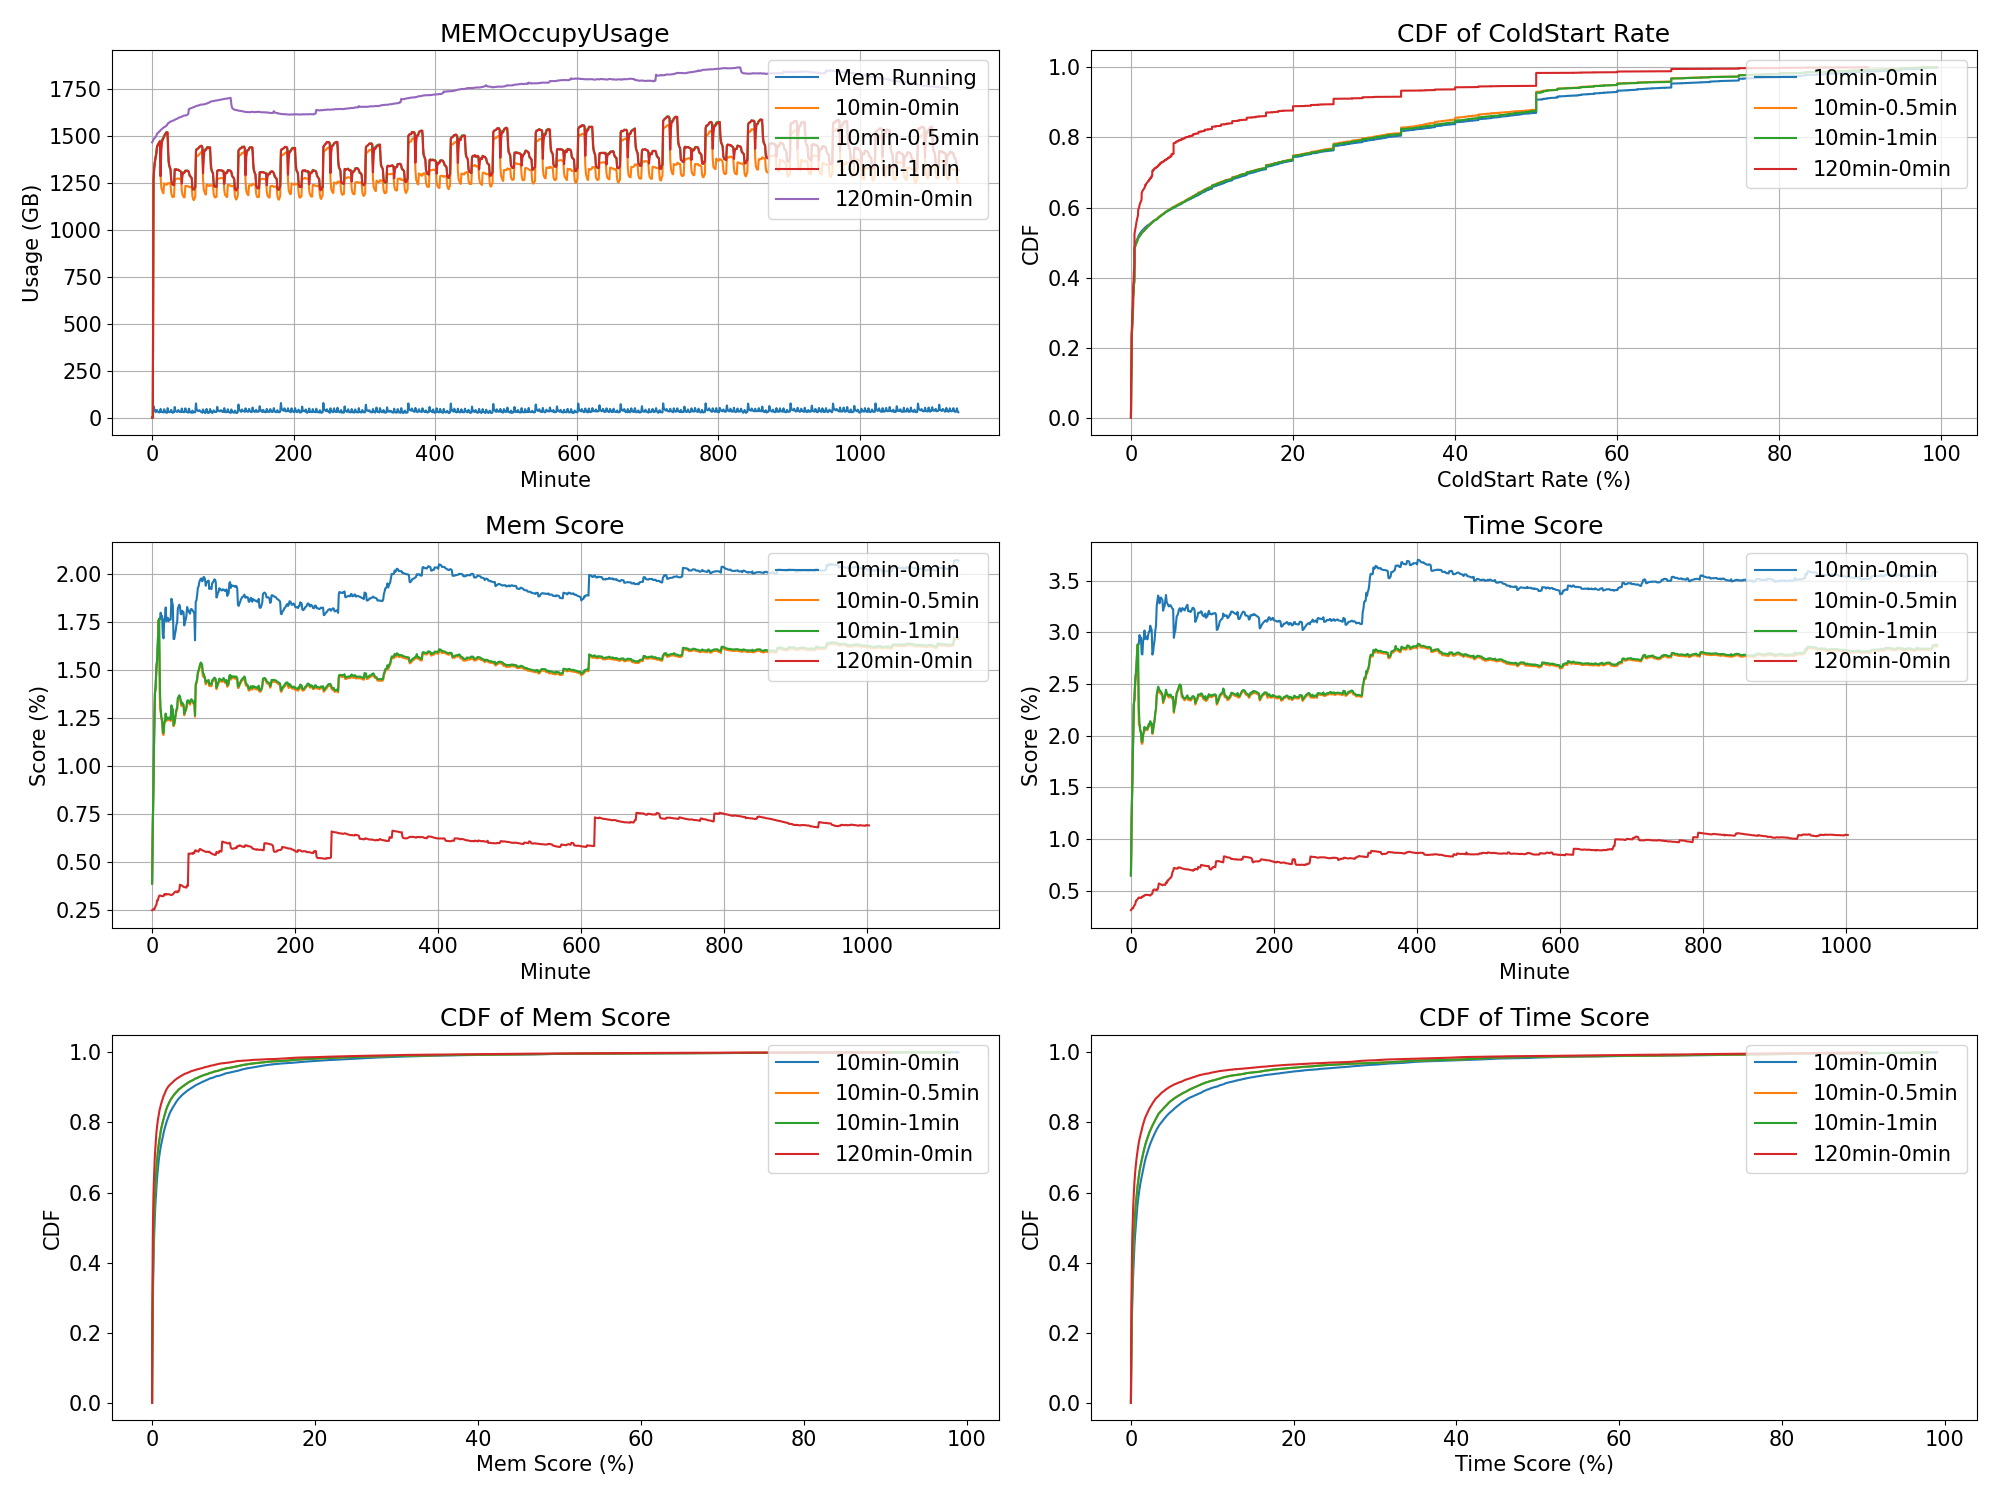 MEMOccupyUsage
Usage (GB)
1750
1500
1250
1000
750
500
250
0
0 200 400 600 800 1000
Minute
Mem Running
10min-0min
10min-0.5min
10min-1min
120min-0min
CDF of ColdStart Rate
CDF
1.0
0.8
0.6
0.4
0.2
0.0
0 20 40 60 80 100
ColdStart Rate (%)
10min-0min
10min-0.5min
10min-1min
120min-0min
Mem Score
Score (%)
2.00
1.75
1.50
1.25
1.00
0.75
0.50
0.25
0 200 400 600 800 1000
Minute
10min-0min
10min-0.5min
10min-1min
120min-0min
Time Score
Score (%)
3.5
3.0
2.5
2.0
1.5
1.0
0.5
0 200 400 600 800 1000
Minute
10min-0min
10min-0.5min
10min-1min
120min-0min
CDF of Mem Score
CDF
1.0
0.8
0.6
0.4
0.2
0.0
0 20 40 60 80 100
Mem Score (%)
10min-0min
10min-0.5min
10min-1min
120min-0min
CDF of Time Score
CDF
1.0
0.8
0.6
0.4
0.2
0.0
0 20 40 60 80 100
Time Score (%)
10min-0min
10min-0.5min
10min-1min
120min-0min